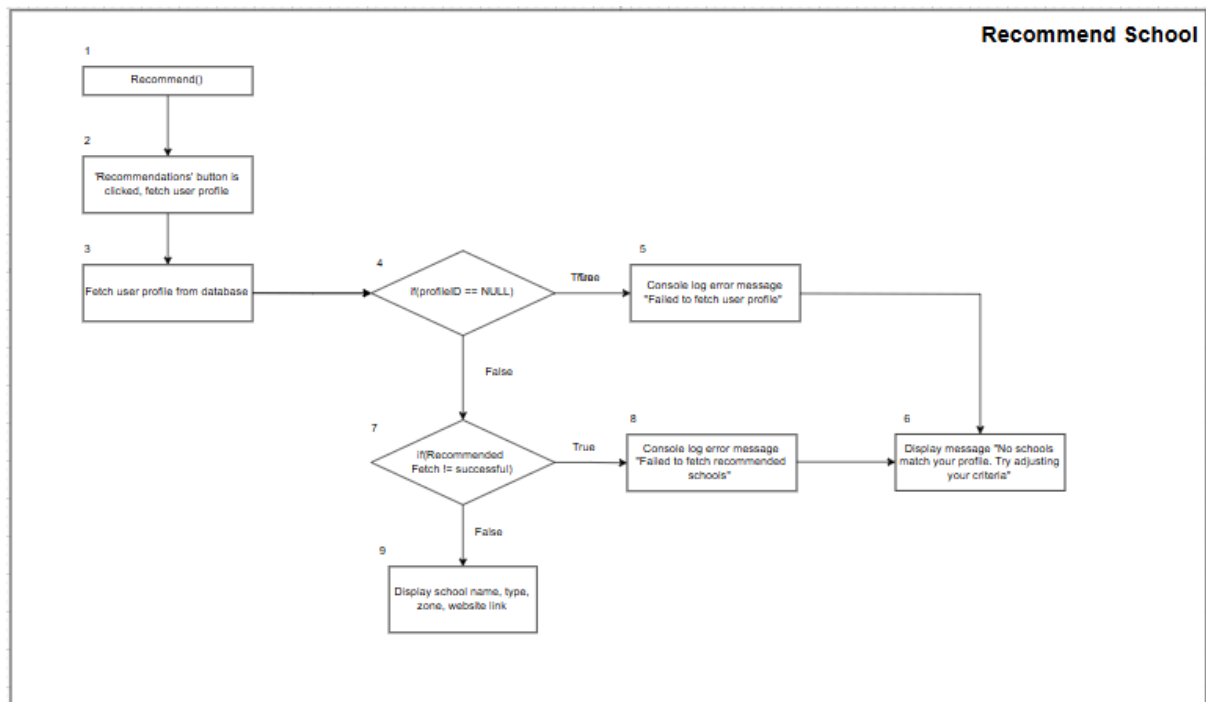 Recommend School
1
Recommend()
2
'Recommendations' button is
clicked, fetch user profile
3
Fetch user profile from database
4
if(profileID == NULL)
True
5
Console log error message
"Failed to fetch user profile"
False
7
if(Recommended
Fetch != successful)
True
8
Console log error message
"Failed to fetch recommended
schools"
6
Display message "No schools
match your profile. Try adjusting
your criteria"
False
9
Display school name, type,
zone, website link